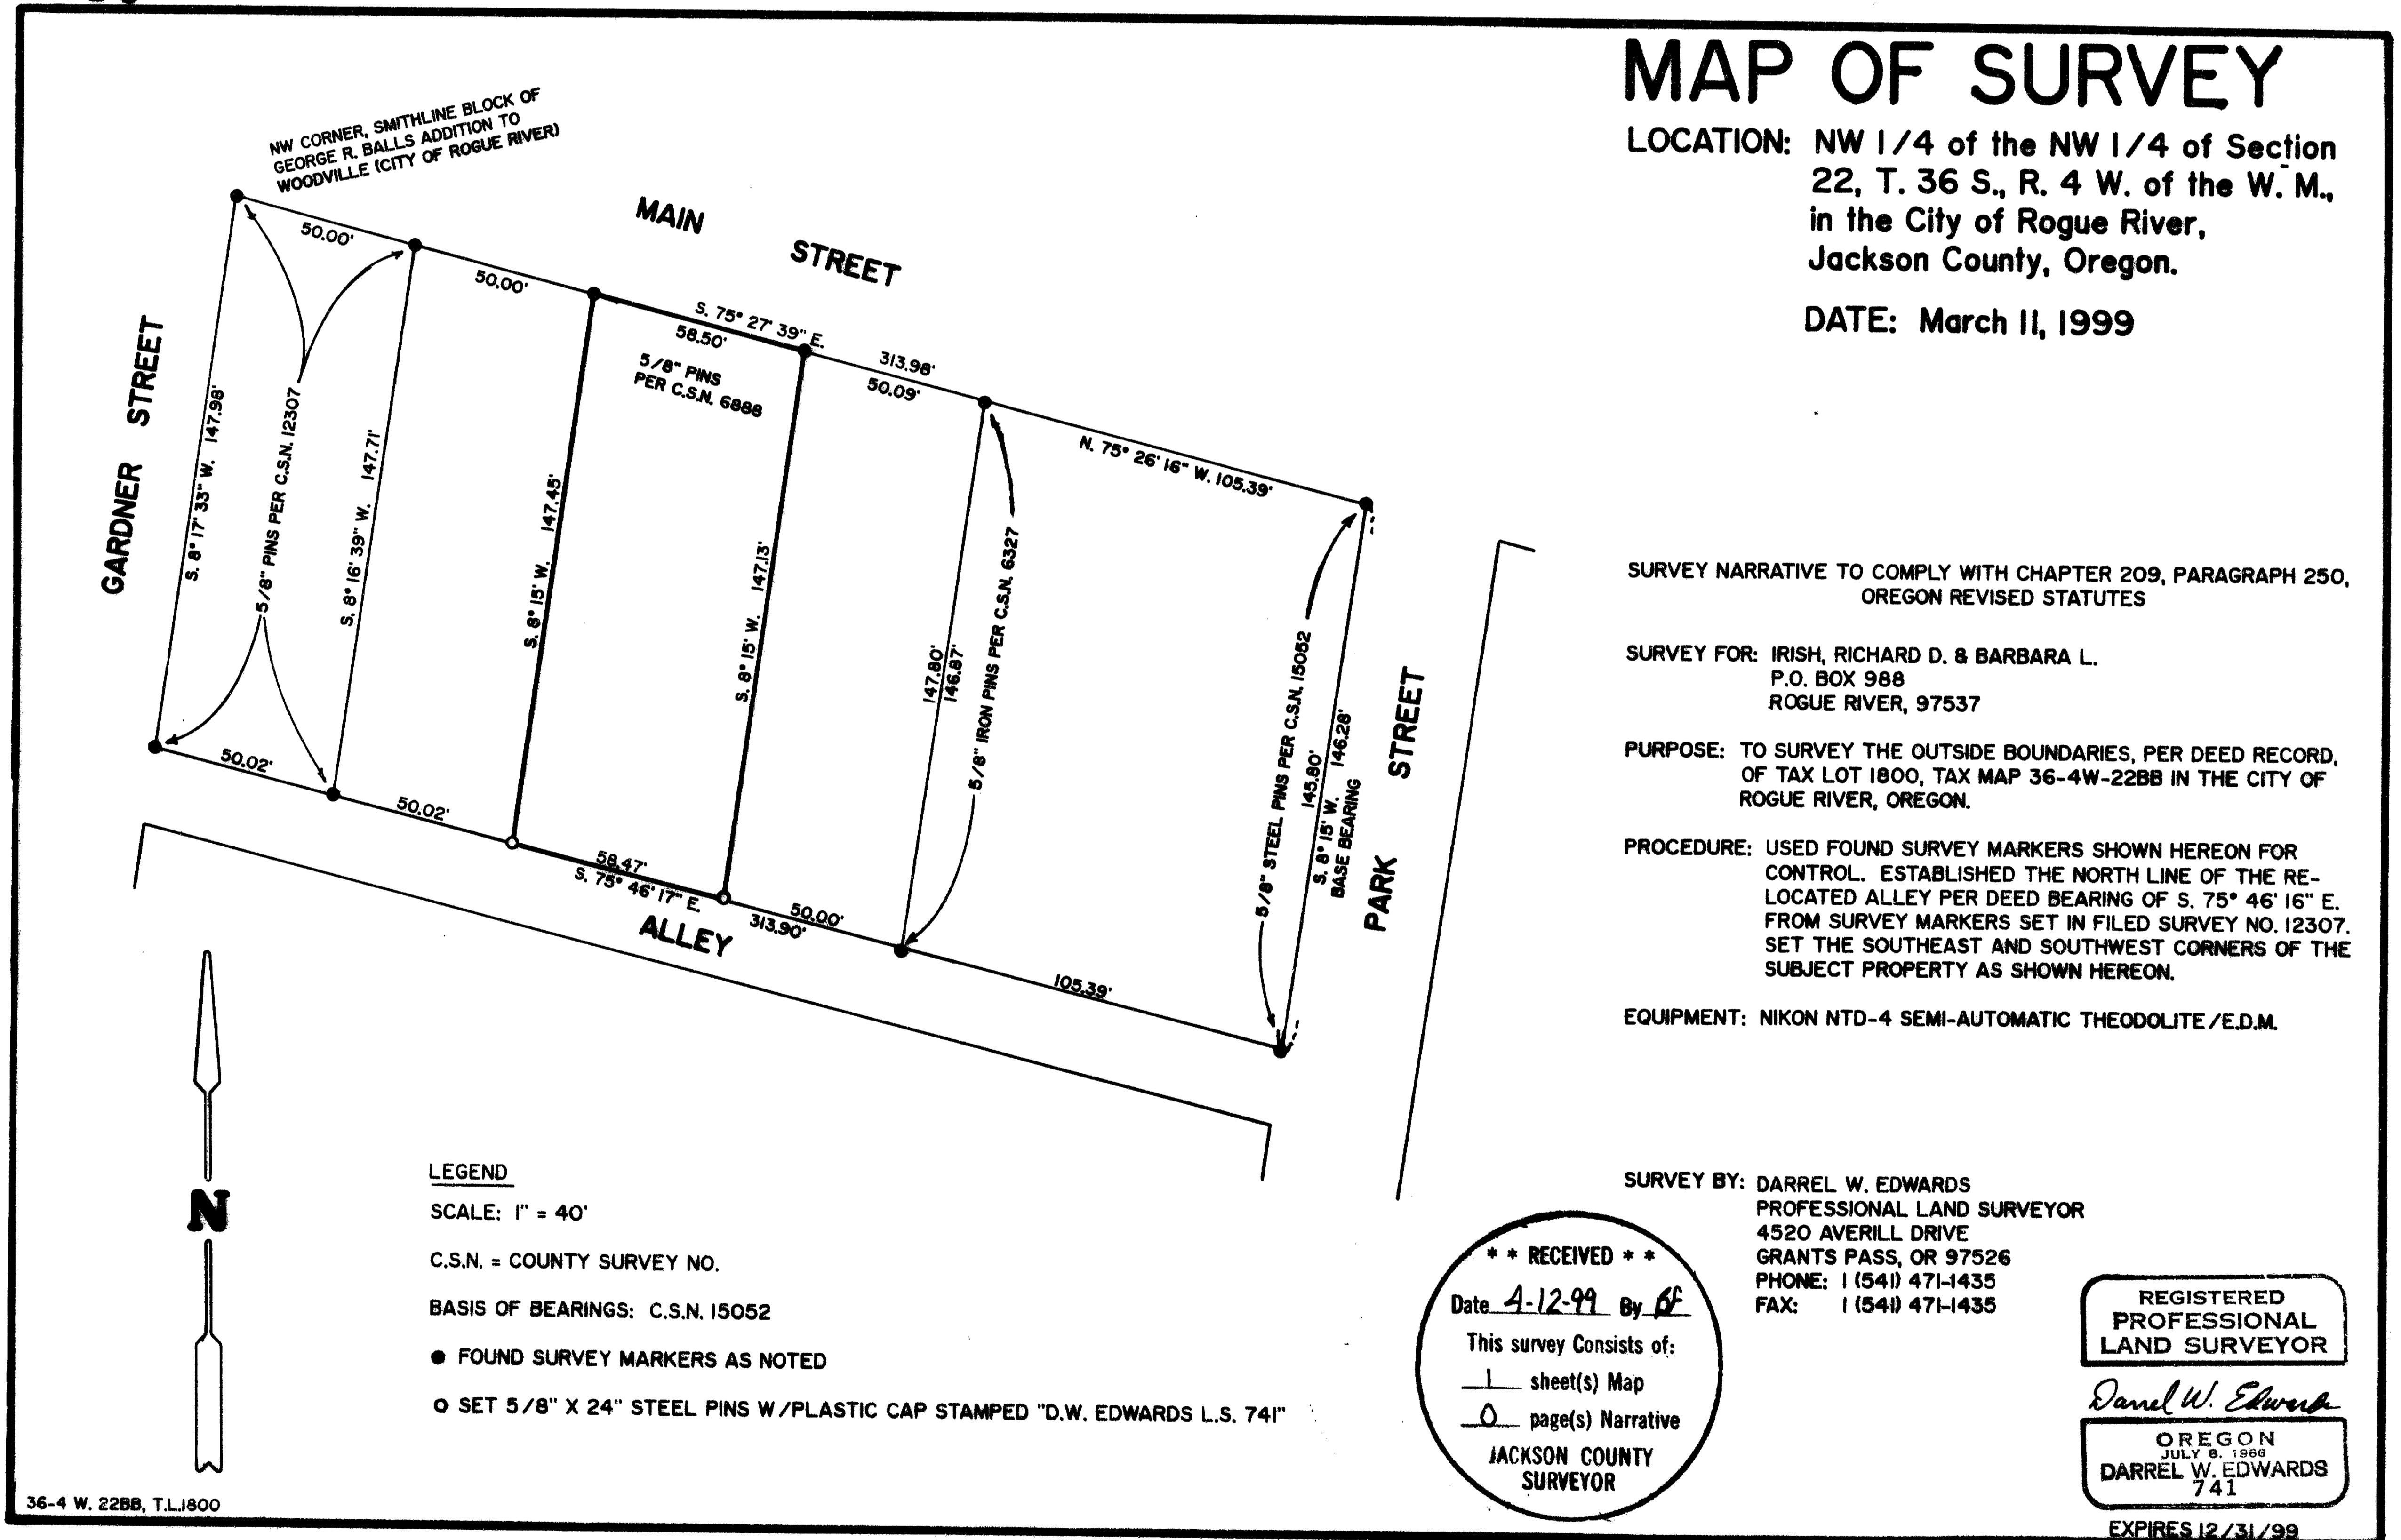 MAP OF SURVEY
LOCATION: NW 1/4 of the NW 1/4 of Section
22, T. 36 S., R. 4 W. of the W. M.,
in the City of Rogue River,
Jackson County, Oregon.
DATE: March 11, 1999
NW CORNER, SMITHLINE BLOCK OF
GEORGE R. BALLS ADDITION TO
WOODVILLE (CITY OF ROGUE RIVER)
MAIN STREET
50.00'
50.00'
S. 75° 27' 39" E.
58.50'
313.98'
50.09'
N. 75° 26' 16" W. 105.39'
5/8" PINS
PER C.S.N. 6888
GARDNER STREET
S. 8° 17' 33" W. 147.98'
5/8" PINS PER C.S.N. 12307
S. 8° 16' 39" W. 147.71'
S. 8° 15' W. 147.45'
S. 8° 15' W. 147.13'
147.80'
146.87'
5/8" IRON PINS PER C.S.N. 6327
5/8" STEEL PINS PER C.S.N. 15052
145.80'
S. 8° 15' W. 146.28'
BASE BEARING
PARK STREET
50.02'
50.02'
58.47'
S. 75° 46' 17" E.
50.00'
313.90'
105.39'
ALLEY
SURVEY NARRATIVE TO COMPLY WITH CHAPTER 209, PARAGRAPH 250,
OREGON REVISED STATUTES
SURVEY FOR: IRISH, RICHARD D. & BARBARA L.
P.O. BOX 988
ROGUE RIVER, 97537
PURPOSE: TO SURVEY THE OUTSIDE BOUNDARIES, PER DEED RECORD,
OF TAX LOT 1800, TAX MAP 36-4W-22BB IN THE CITY OF
ROGUE RIVER, OREGON.
PROCEDURE: USED FOUND SURVEY MARKERS SHOWN HEREON FOR
CONTROL. ESTABLISHED THE NORTH LINE OF THE RE-
LOCATED ALLEY PER DEED BEARING OF S. 75° 46' 16" E.
FROM SURVEY MARKERS SET IN FILED SURVEY NO. 12307.
SET THE SOUTHEAST AND SOUTHWEST CORNERS OF THE
SUBJECT PROPERTY AS SHOWN HEREON.
EQUIPMENT: NIKON NTD-4 SEMI-AUTOMATIC THEODOLITE/E.D.M.
N
LEGEND
SCALE: 1" = 40'
C.S.N. = COUNTY SURVEY NO.
BASIS OF BEARINGS: C.S.N. 15052
● FOUND SURVEY MARKERS AS NOTED
○ SET 5/8" X 24" STEEL PINS W/PLASTIC CAP STAMPED "D.W. EDWARDS L.S. 741"
SURVEY BY: DARREL W. EDWARDS
PROFESSIONAL LAND SURVEYOR
4520 AVERILL DRIVE
GRANTS PASS, OR 97526
PHONE: 1 (541) 471-1435
FAX: 1 (541) 471-1435
* * RECEIVED * *
Date 4-12-99 By
This survey Consists of:
1 sheet(s) Map
0 page(s) Narrative
JACKSON COUNTY
SURVEYOR
REGISTERED
PROFESSIONAL
LAND SURVEYOR
Darrel W. Edwards
OREGON
JULY 8, 1966
DARREL W. EDWARDS
741
EXPIRES 12/31/99
36-4 W. 22BB, T.L.1800